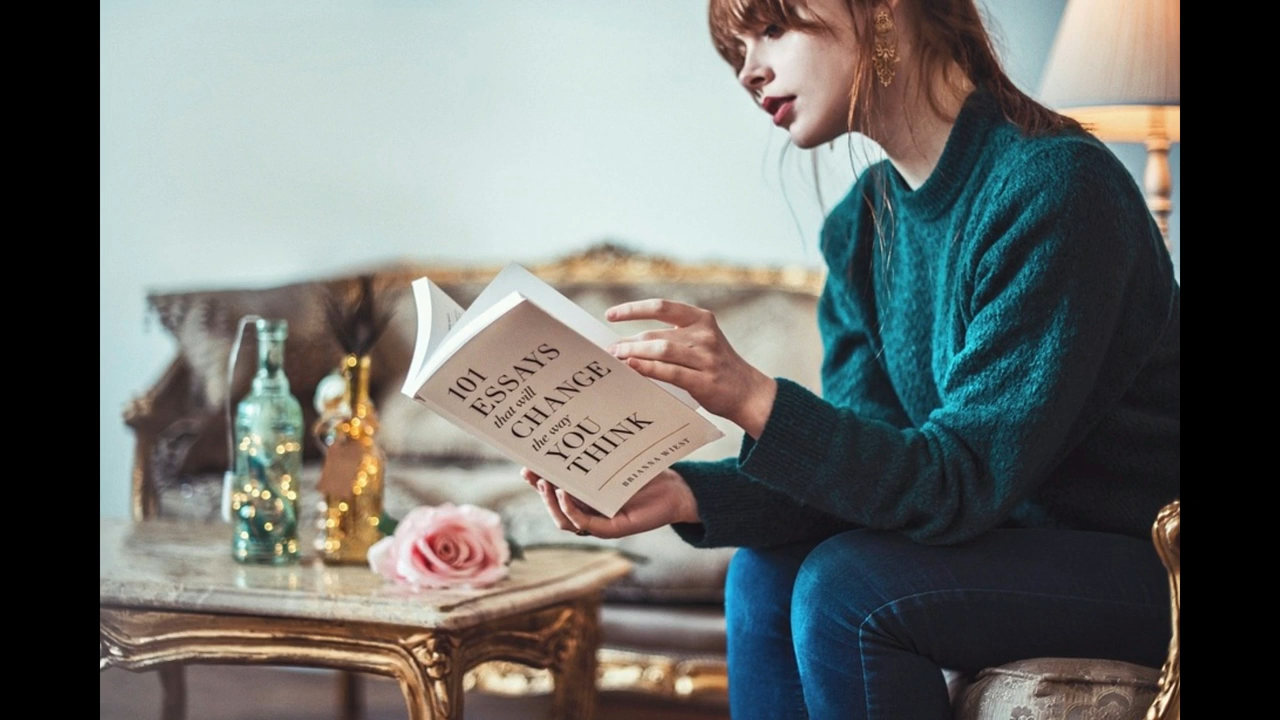 101
ESSAYS
that will
CHANGE
the way
YOU
THINK
BRIANNA WIEST